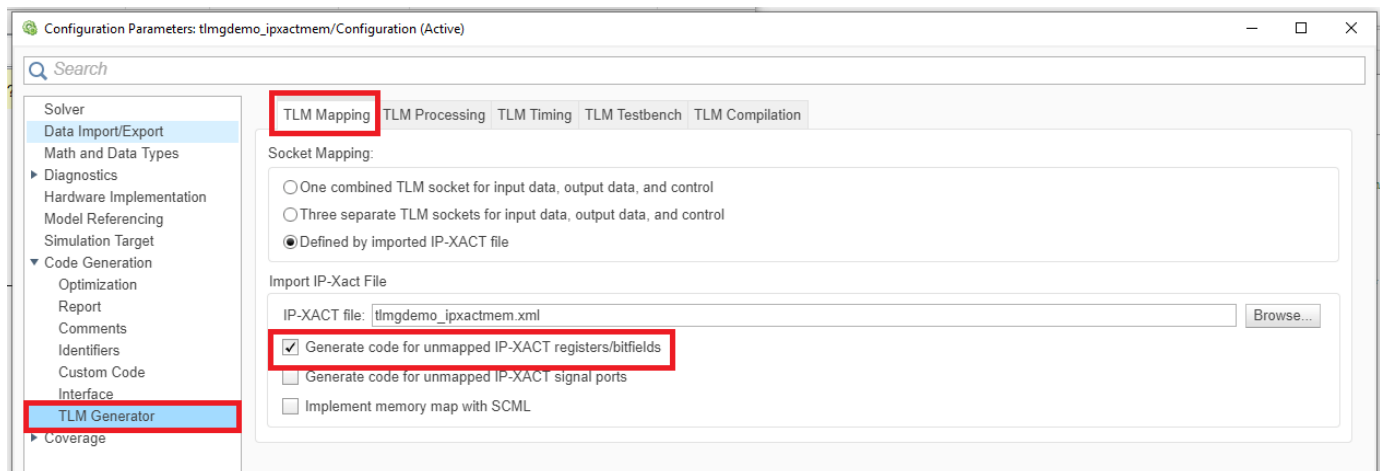 Configuration Parameters: tlmgdemo_ipxactmem/Configuration (Active)
Search
Solver
Data Import/Export
Math and Data Types
Diagnostics
Hardware Implementation
Model Referencing
Simulation Target
Code Generation
Optimization
Report
Comments
Identifiers
Custom Code
Interface
TLM Generator
Coverage
TLM Mapping TLM Processing TLM Timing TLM Testbench TLM Compilation
Socket Mapping:
One combined TLM socket for input data, output data, and control
Three separate TLM sockets for input data, output data, and control
Defined by imported IP-XACT file
Import IP-Xact File
IP-XACT file: tlmgdemo_ipxactmem.xml Browse...
Generate code for unmapped IP-XACT registers/bitfields
Generate code for unmapped IP-XACT signal ports
Implement memory map with SCML